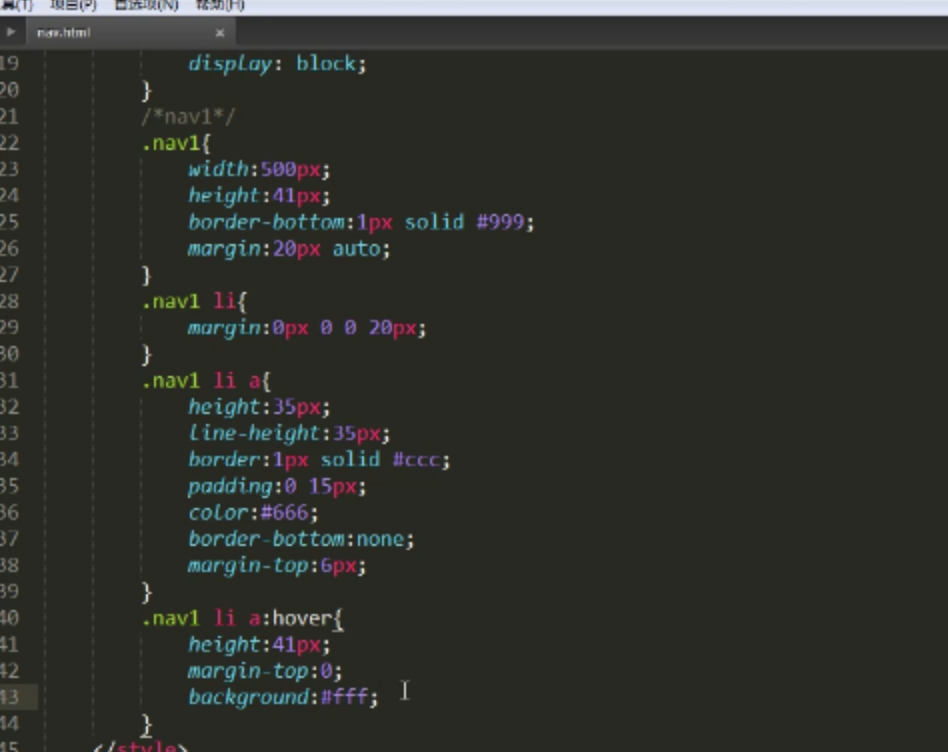 具(T) 项目(P) 首选项(N) 帮助(H)
nav.html ×
19 display: block;
20 }
21 /*nav1*/
22 .nav1{
23 width:500px;
24 height:41px;
25 border-bottom:1px solid #999;
26 margin:20px auto;
27 }
28 .nav1 li{
29 margin:0px 0 0 20px;
30 }
31 .nav1 li a{
32 height:35px;
33 line-height:35px;
34 border:1px solid #ccc;
35 padding:0 15px;
36 color:#666;
37 border-bottom:none;
38 margin-top:6px;
39 }
40 .nav1 li a:hover{
41 height:41px;
42 margin-top:0;
43 background:#fff;
44 }
45 </style>